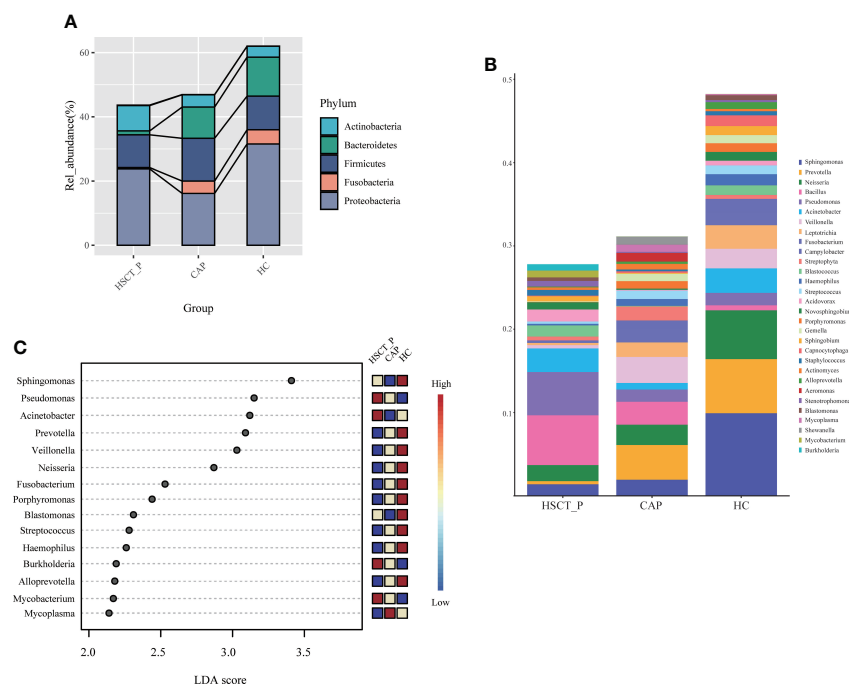 A
60
40
20
0
Rel_abundance(%)
HSCT_P
CAP
HC
Group
Phylum
Actinobacteria
Bacteroidetes
Firmicutes
Fusobacteria
Proteobacteria
B
0.5
0.4
0.3
0.2
0.1
HSCT_P
CAP
HC
Sphingomonas
Prevotella
Neisseria
Bacillus
Pseudomonas
Acinetobacter
Veillonella
Leptotrichia
Fusobacterium
Campylobacter
Streptophyta
Blastococcus
Haemophilus
Streptococcus
Acidovorax
Novosphingobium
Porphyromonas
Gemella
Sphingobium
Capnocytophaga
Staphylococcus
Actinomyces
Alloprevotella
Aeromonas
Stenotrophomonas
Blastomonas
Mycoplasma
Shewanella
Mycobacterium
Burkholderia
C
HSCT_P
CAP
HC
Sphingomonas
Pseudomonas
Acinetobacter
Prevotella
Veillonella
Neisseria
Fusobacterium
Porphyromonas
Blastomonas
Streptococcus
Haemophilus
Burkholderia
Alloprevotella
Mycobacterium
Mycoplasma
High
Low
2.0 2.5 3.0 3.5
LDA score